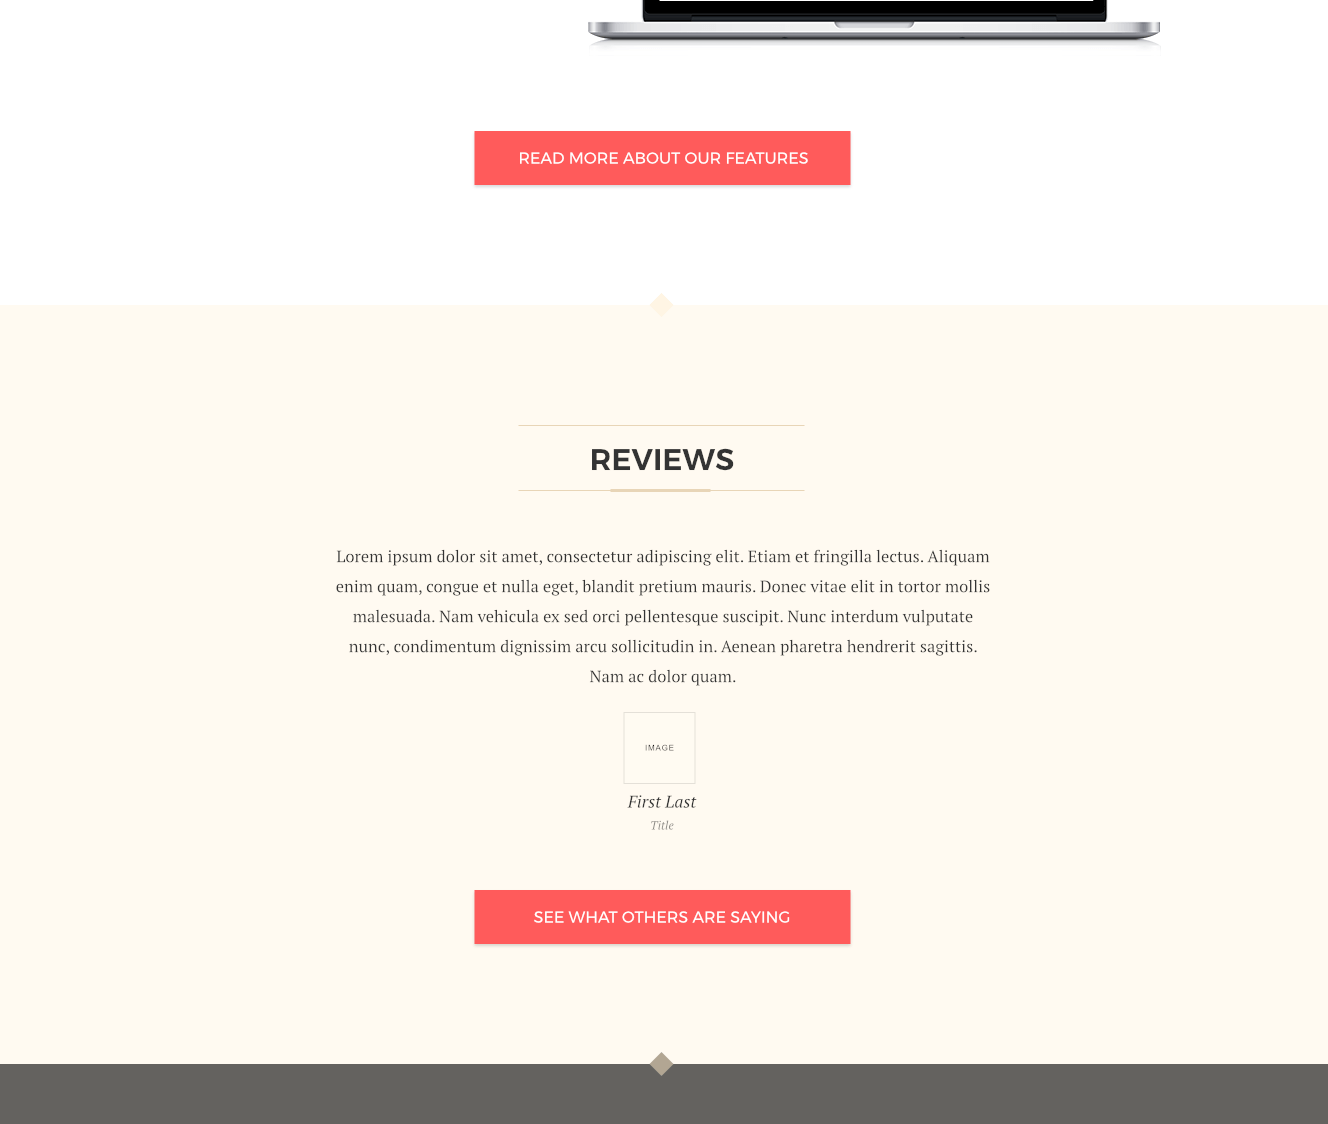 READ MORE ABOUT OUR FEATURES
REVIEWS
Lorem ipsum dolor sit amet, consectetur adipiscing elit. Etiam et fringilla lectus. Aliquam
enim quam, congue et nulla eget, blandit pretium mauris. Donec vitae elit in tortor mollis
malesuada. Nam vehicula ex sed orci pellentesque suscipit. Nunc interdum vulputate
nunc, condimentum dignissim arcu sollicitudin in. Aenean pharetra hendrerit sagittis.
Nam ac dolor quam.
IMAGE
First Last
Title
SEE WHAT OTHERS ARE SAYING